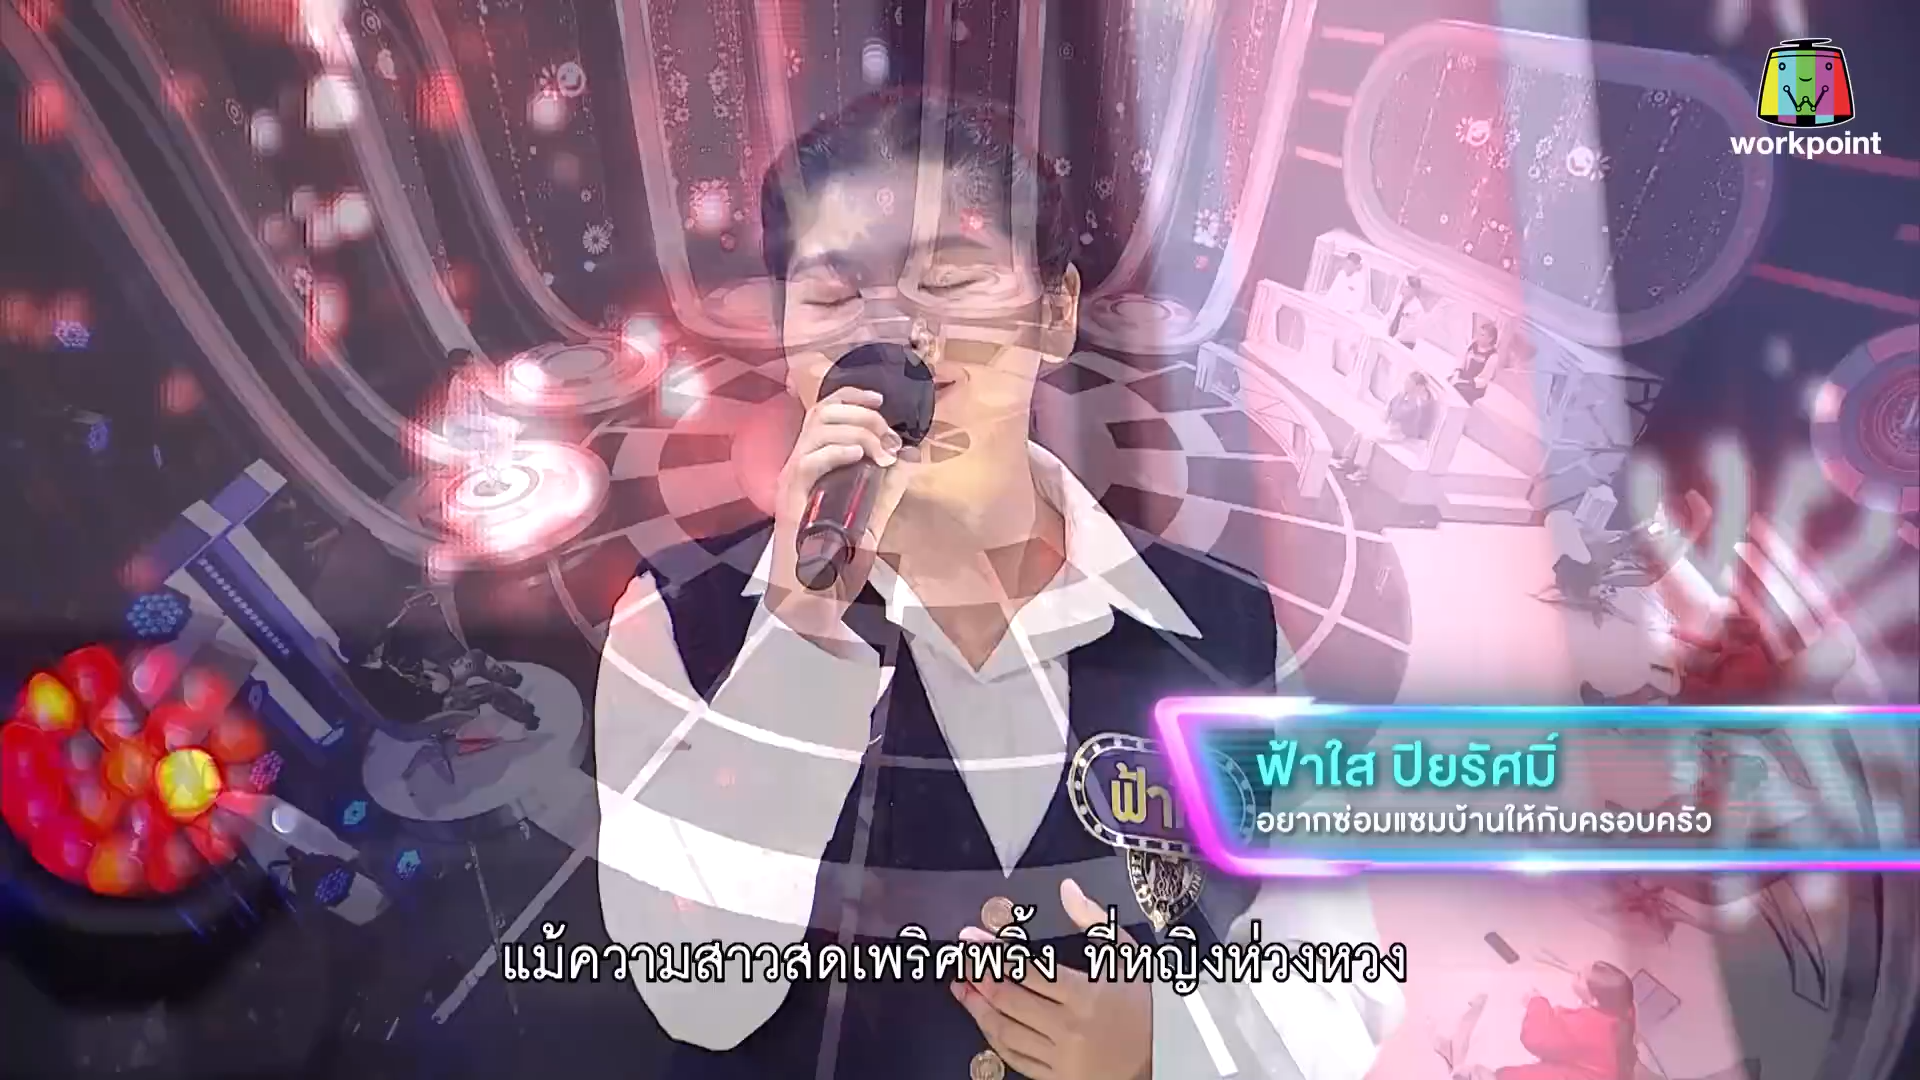 workpoint
ฟ้าใส ปิยรัศมิ์
อยากซ่อมแซมบ้านให้กับครอบครัว
ฟ้า
แม้ความสาวสดเพริศพริ้ง ที่หญิงห่วงหวง